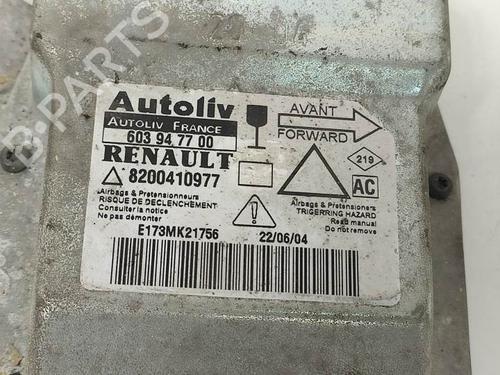 B-PARTS
Autoliv
AUTOLIV FRANCE
603 94 77 00
RENAULT
8200410977
AVANT
FORWARD
219
AC
Airbags & Pretensionneurs
RISQUE DE DECLENCHEMENT
Consulter la notice
Ne pas démonter
Airbags & Pretensioners
TRIGERRING HAZARD
Read manual
Do not remove
E173MK21756
22/06/04